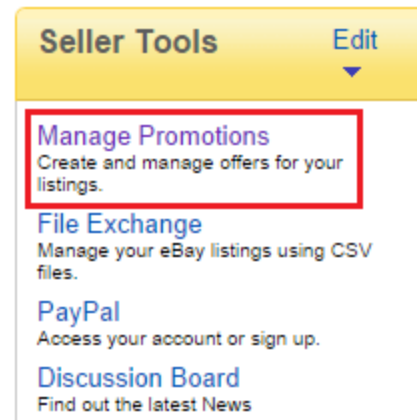 Seller Tools Edit
Manage Promotions
Create and manage offers for your
listings.
File Exchange
Manage your eBay listings using CSV
files.
PayPal
Access your account or sign up.
Discussion Board
Find out the latest News